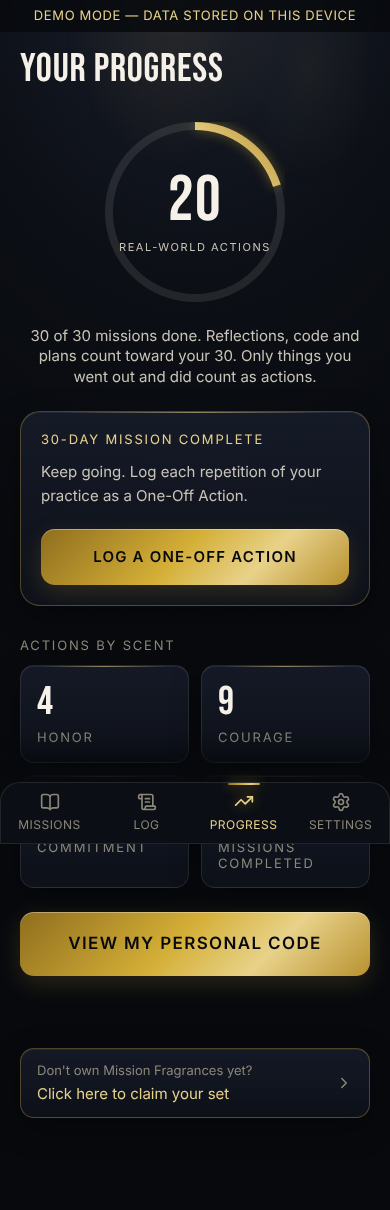 DEMO MODE — DATA STORED ON THIS DEVICE
YOUR PROGRESS
20
REAL-WORLD ACTIONS
30 of 30 missions done. Reflections, code and
plans count toward your 30. Only things you
went out and did count as actions.
30-DAY MISSION COMPLETE
Keep going. Log each repetition of your
practice as a One-Off Action.
LOG A ONE-OFF ACTION
ACTIONS BY SCENT
4
HONOR
9
COURAGE
MISSIONS
LOG
PROGRESS
SETTINGS
COMMITMENT
MISSIONS
COMPLETED
VIEW MY PERSONAL CODE
Don't own Mission Fragrances yet?
Click here to claim your set